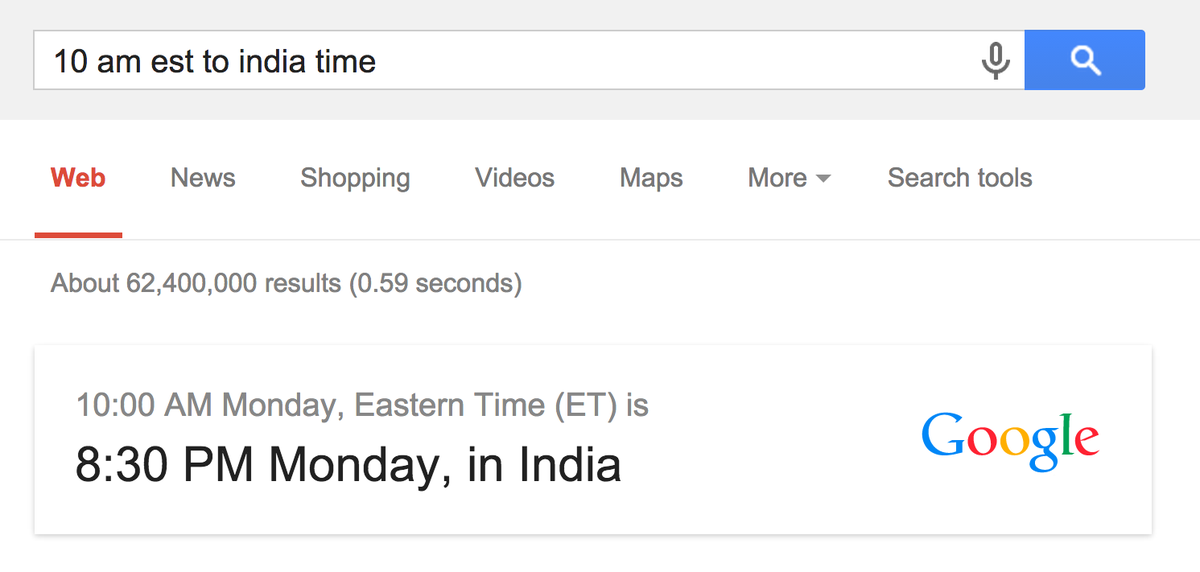 10 am est to india time
Web News Shopping Videos Maps More Search tools
About 62,400,000 results (0.59 seconds)
10:00 AM Monday, Eastern Time (ET) is
8:30 PM Monday, in India
Google